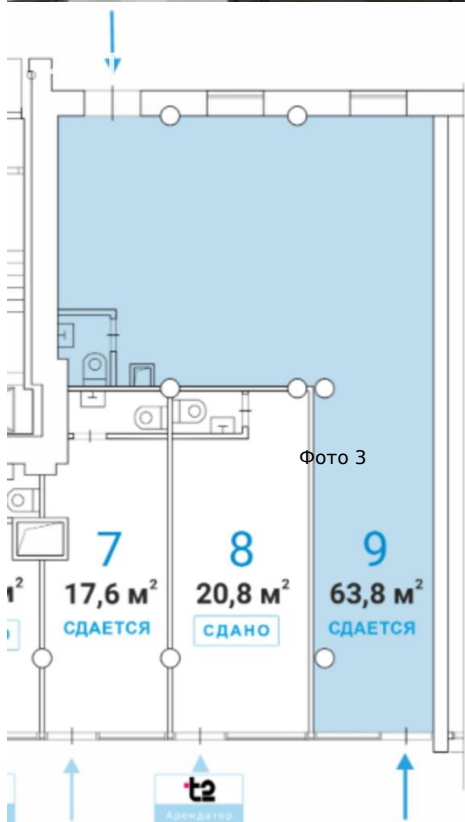 Фото 3
7
17,6 м²
СДАЕТСЯ
8
20,8 м²
СДАНО
9
63,8 м²
СДАЕТСЯ
м²
t2
Арендатор